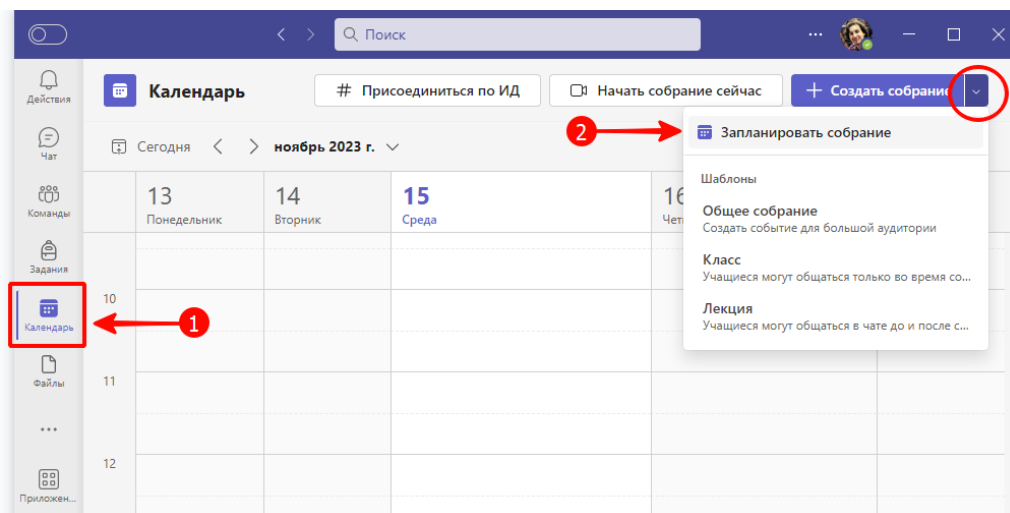 Поиск
Действия
Календарь
# Присоединиться по ИД
Начать собрание сейчас
+ Создать собрание
Чат
Сегодня
ноябрь 2023 г.
2
Запланировать собрание
Команды
13
Понедельник
14
Вторник
15
Среда
16
Чет
Шаблоны
Общее собрание
Создать событие для большой аудитории
Класс
Учащиеся могут общаться только во время со...
Лекция
Учащиеся могут общаться в чате до и после с...
Задания
Календарь
1
10
Файлы
11
...
12
Приложен...